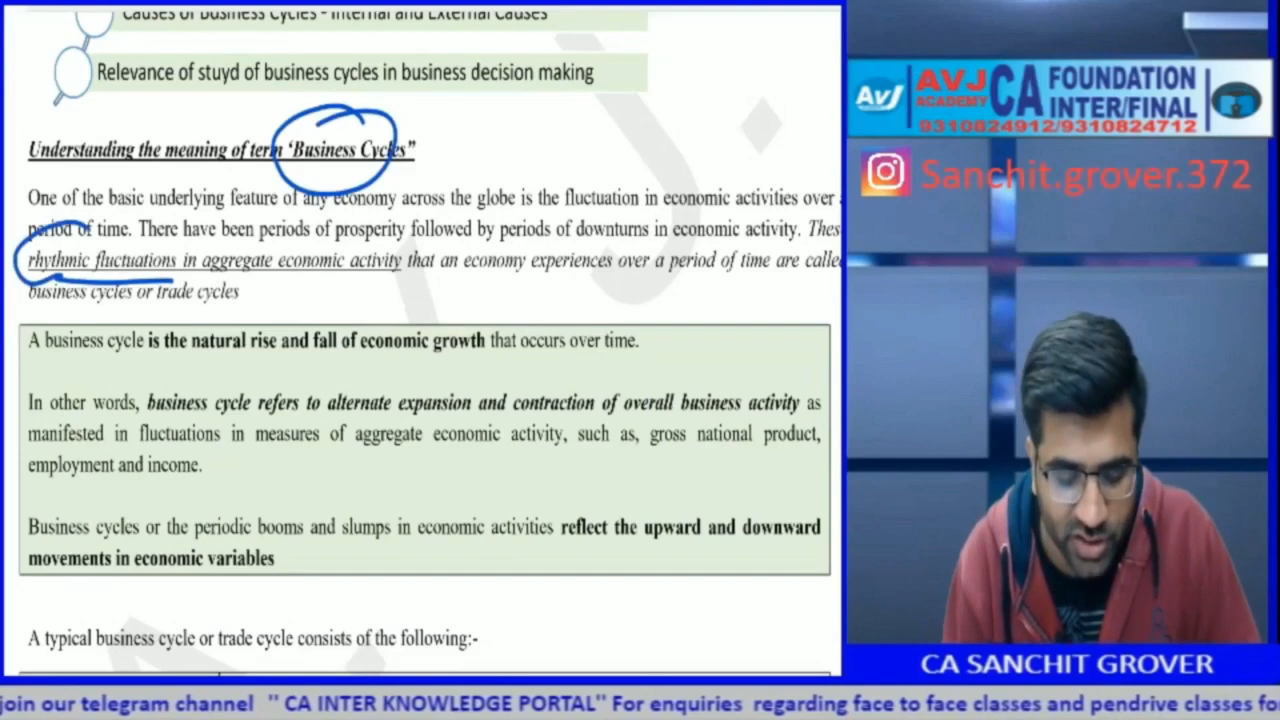 Causes of Business Cycles - Internal and External Causes
Relevance of stuyd of business cycles in business decision making
Understanding the meaning of term ‘Business Cycles”
One of the basic underlying feature of any economy across the globe is the fluctuation in economic activities over
period of time. There have been periods of prosperity followed by periods of downturns in economic activity. Thes
rhythmic fluctuations in aggregate economic activity that an economy experiences over a period of time are calle
business cycles or trade cycles
A business cycle is the natural rise and fall of economic growth that occurs over time.
In other words, business cycle refers to alternate expansion and contraction of overall business activity as
manifested in fluctuations in measures of aggregate economic activity, such as, gross national product,
employment and income.
Business cycles or the periodic booms and slumps in economic activities reflect the upward and downward
movements in economic variables
A typical business cycle or trade cycle consists of the following:-
AVJ
AVJ
ACADEMY
CA
FOUNDATION
INTER/FINAL
9310824912/9310824712
Sanchit.grover.372
CA SANCHIT GROVER
join our telegram channel '' CA INTER KNOWLEDGE PORTAL'' For enquiries regarding face to face classes and pendrive classes fo